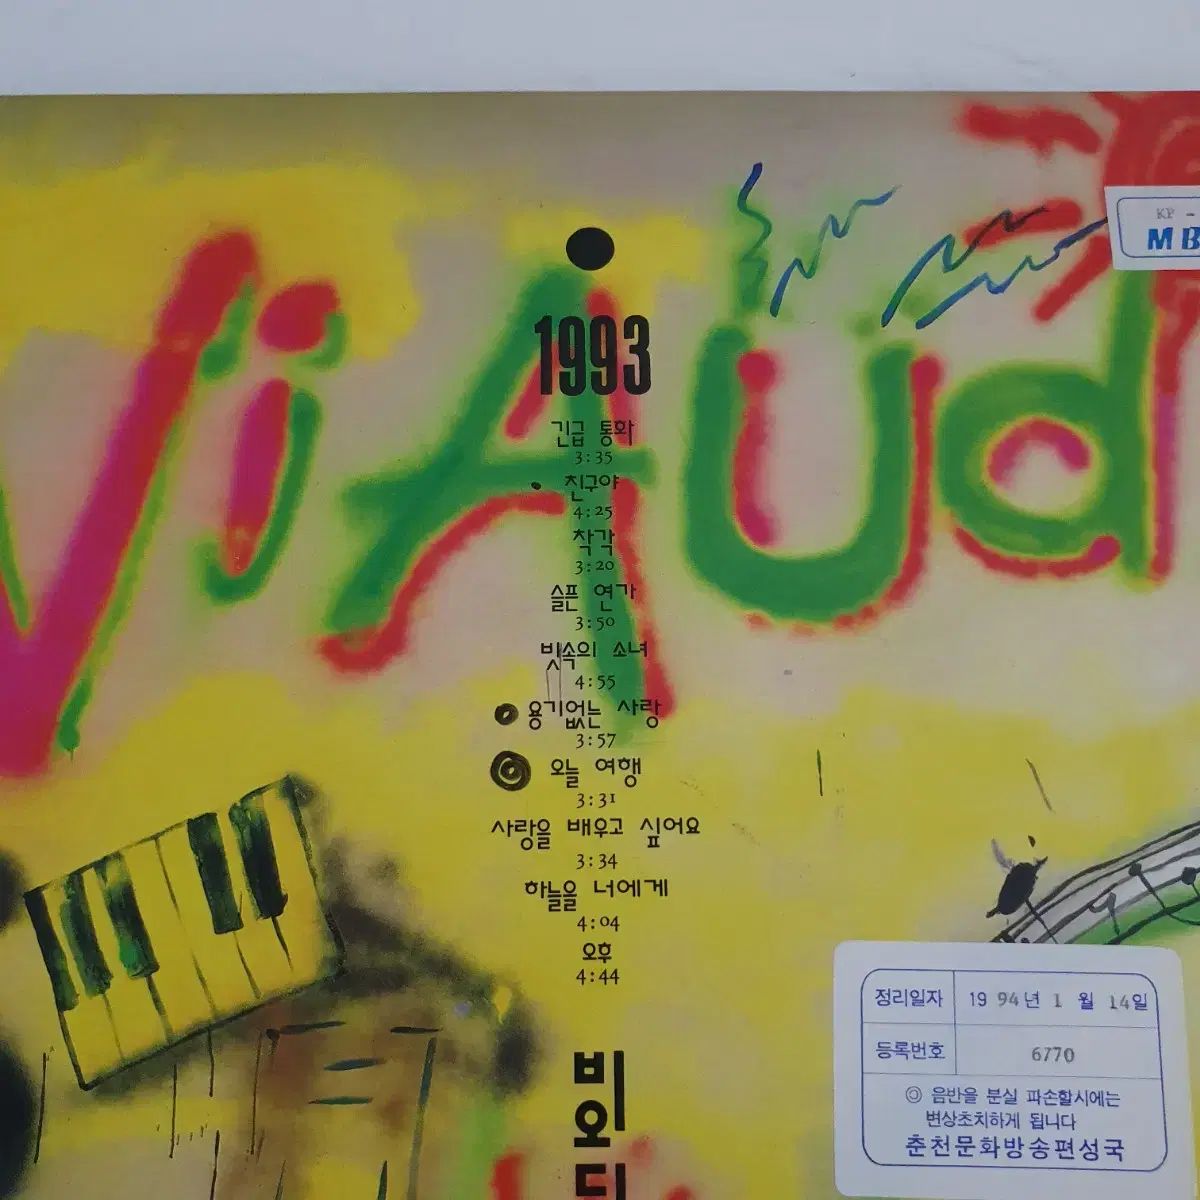 ViAUd
1993
긴급 통화
3:35
친구야
4:25
착각
3:20
슬픈 연가
3:50
빗속의 소녀
4:55
용기없는 사랑
3:57
오늘 여행
3:31
사랑을 배우고 싶어요
3:34
하늘을 너에게
4:04
오후
4:44
비
오
디
KP -
MB
정리일자 1994년 1월 14일
등록번호 6770
◎ 음반을 분실 파손할시에는
변상조치하게 됩니다
춘천문화방송편성국